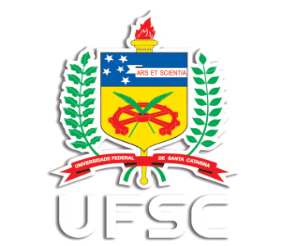 ARS ET SCIENTIA
UNIVERSIDADE FEDERAL DE SANTA CATARINA
UFSC